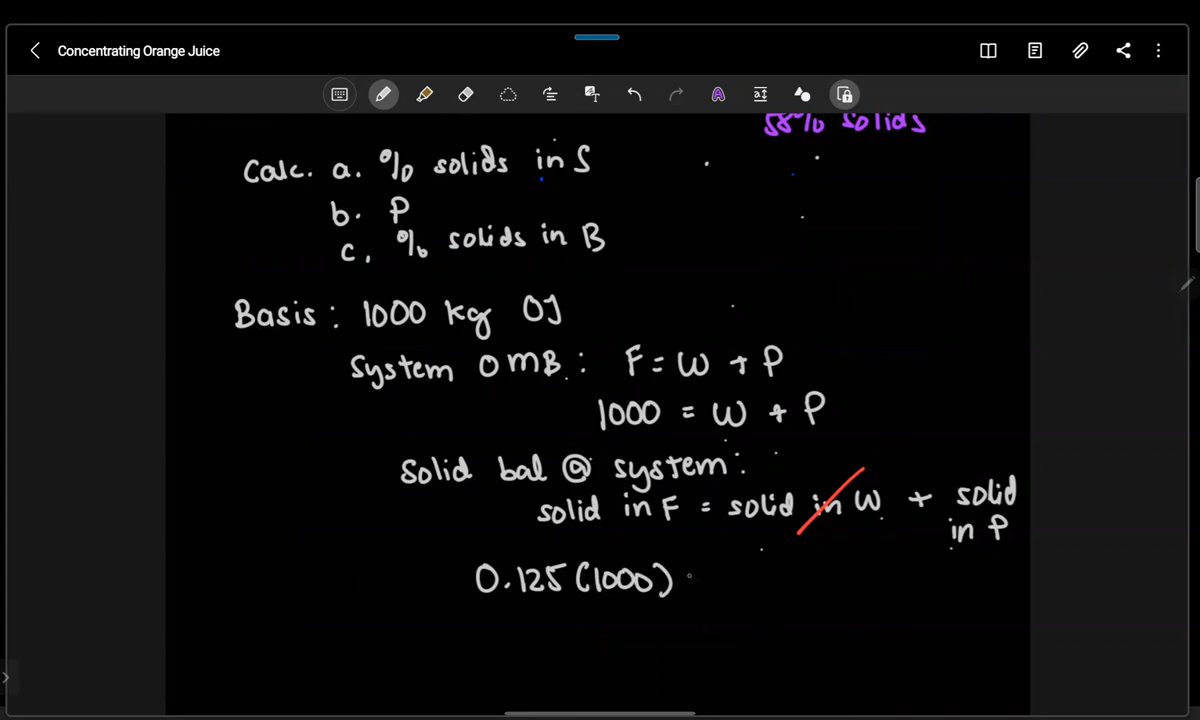 Concentrating Orange Juice
58% solids
Calc. a. % solids in S
b. P
c. % solids in B
Basis: 1000 kg OJ
System OMB: F = W + P
1000 = W + P
Solid bal @ system:
solid in F = solid in W + solid in P
0.125(1000)